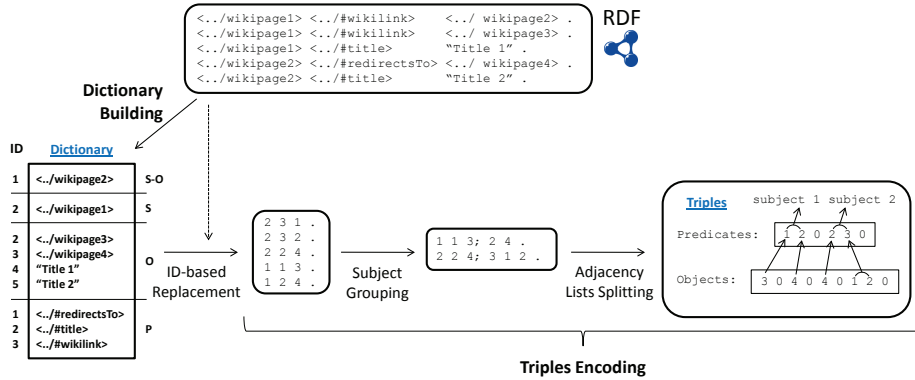 <../wikipage1> <../#wikilink> <../ wikipage2> .
<../wikipage1> <../#wikilink> <../ wikipage3> .
<../wikipage1> <../#title> "Title 1" .
<../wikipage2> <../#redirectsTo> <../ wikipage4> .
<../wikipage2> <../#title> "Title 2" .
RDF
Dictionary
Building
ID Dictionary
1 <../wikipage2> S-O
2 <../wikipage1> S
2 <../wikipage3>
3 <../wikipage4>
O
4 “Title 1”
5 “Title 2”
1 <../#redirectsTo>
2 <../#title> P
3 <../#wikilink>
ID-based
Replacement
2 3 1 .
2 3 2 .
2 2 4 .
1 1 3 .
1 2 4 .
Subject
Grouping
1 1 3; 2 4 .
2 2 4; 3 1 2 .
Adjacency
Lists Splitting
Triples subject 1 subject 2
Predicates: 1 2 0 2 3 0
Objects: 3 0 4 0 4 0 1 2 0
Triples Encoding